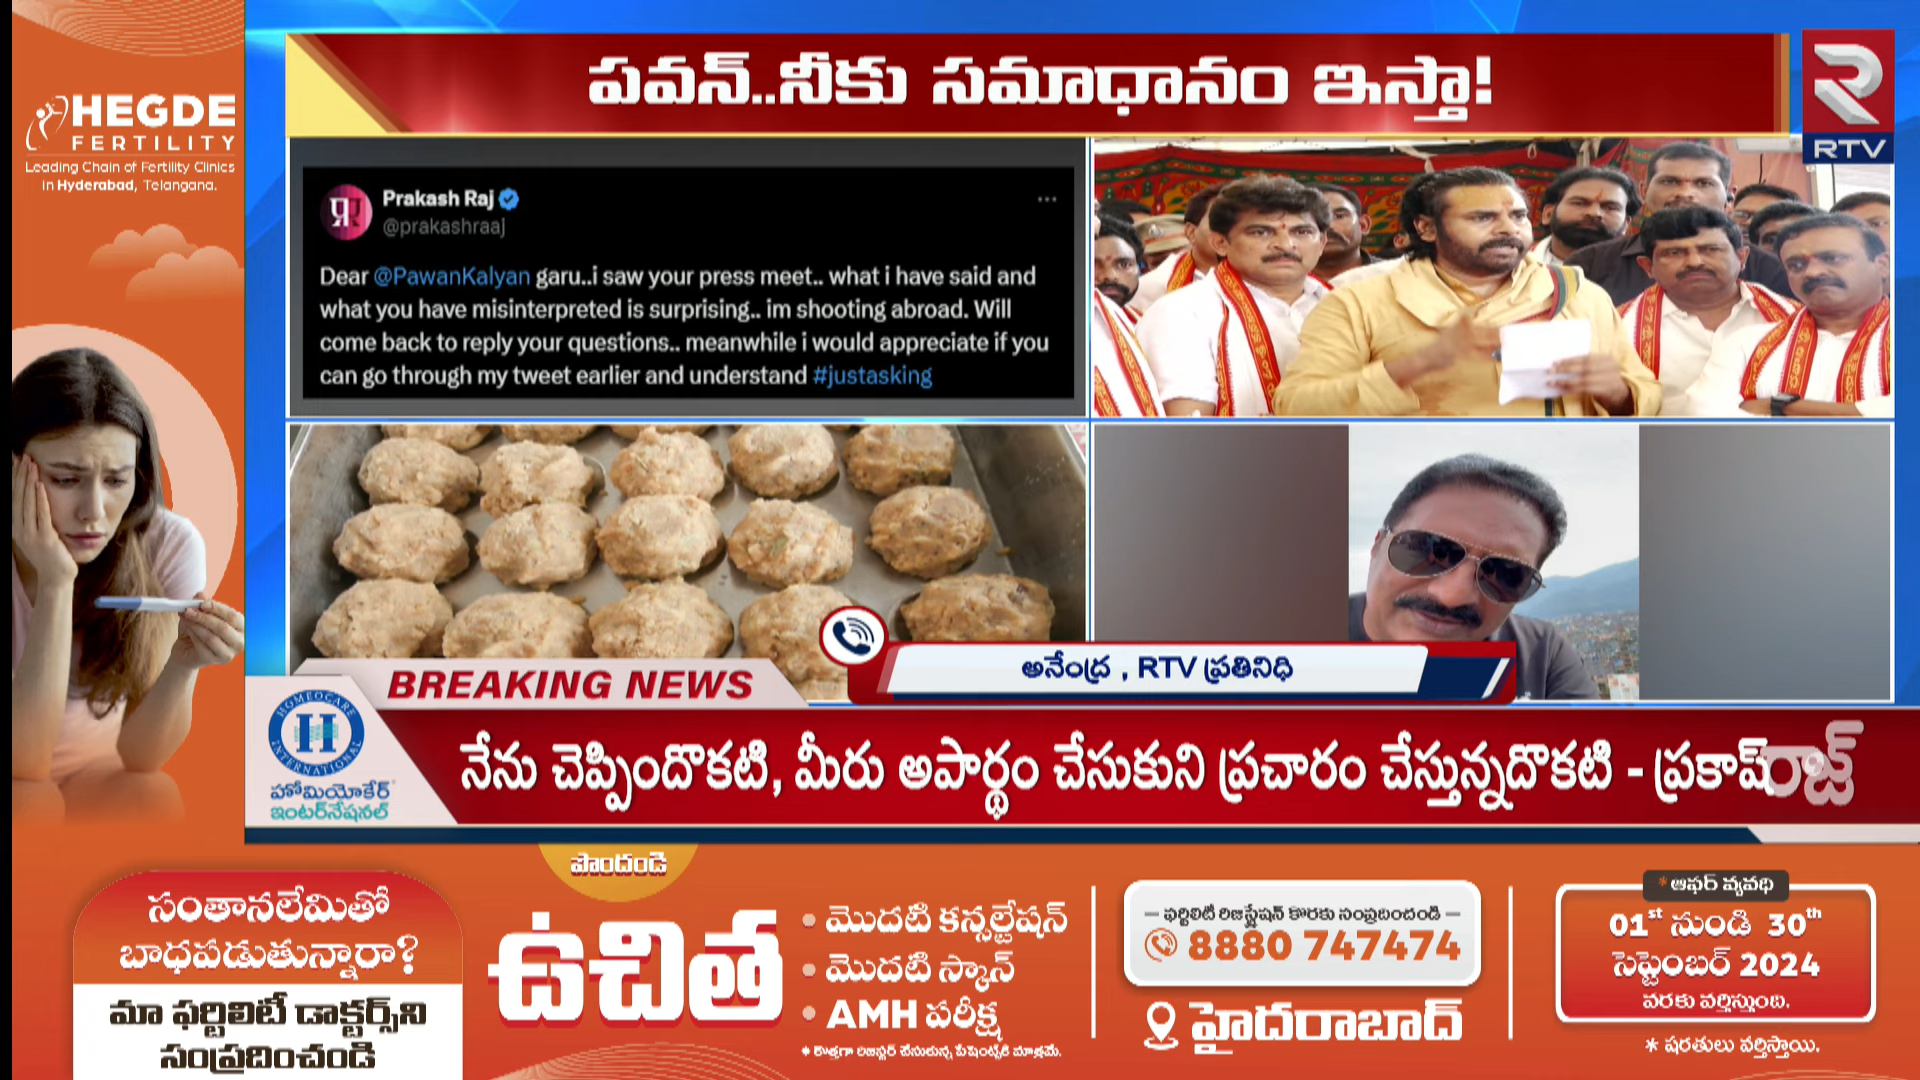 పవన్..నీకు సమాధానం ఇస్తా!
RTV
HEGDE
FERTILITY
Leading Chain of Fertility Clinics
in Hyderabad, Telangana.
Prakash Raj
@prakashraaj
Dear @PawanKalyan garu..i saw your press meet.. what i have said and
what you have misinterpreted is surprising.. im shooting abroad. Will
come back to reply your questions.. meanwhile i would appreciate if you
can go through my tweet earlier and understand #justasking
అనేంద్ర , RTV ప్రతినిధి
BREAKING NEWS
HOMEOCARE
INTERNATIONAL
హోమియోకేర్
ఇంటర్‌నేషనల్
నేను చెప్పిందొకటి, మీరు అపార్థం చేసుకుని ప్రచారం చేస్తున్నదొకటి - ప్రకాష్‌రాజ్
సంతానలేమితో
బాధపడుతున్నారా?
మా ఫర్టిలిటీ డాక్టర్స్‌ని
సంప్రదించండి
పొందండి
ఉచిత
• మొదటి కన్సల్టేషన్
• మొదటి స్కాన్
• AMH పరీక్ష
* కొత్తగా రిజిస్టర్ చేసుకున్న పేషెంట్స్‌కి మాత్రమే.
ఫర్టిలిటీ రిజిస్ట్రేషన్ కొరకు సంప్రదించండి
8880 747474
హైదరాబాద్
* ఆఫర్ వ్యవధి
01st నుండి 30th
సెప్టెంబర్ 2024
వరకు వర్తిస్తుంది.
* షరతులు వర్తిస్తాయి.